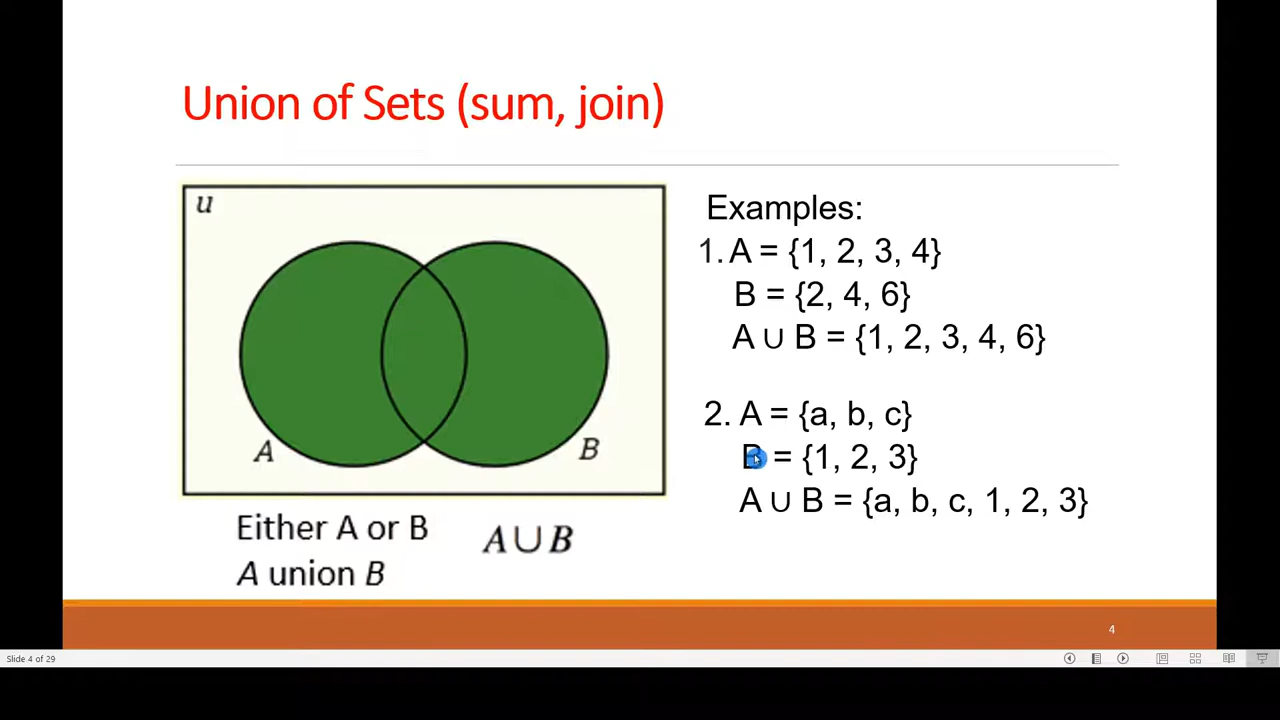 Union of Sets (sum, join)
u
A
B
Either A or B
A union B
A ∪ B
Examples:
1. A = {1, 2, 3, 4}
B = {2, 4, 6}
A ∪ B = {1, 2, 3, 4, 6}
2. A = {a, b, c}
B = {1, 2, 3}
A ∪ B = {a, b, c, 1, 2, 3}
4
Slide 4 of 29